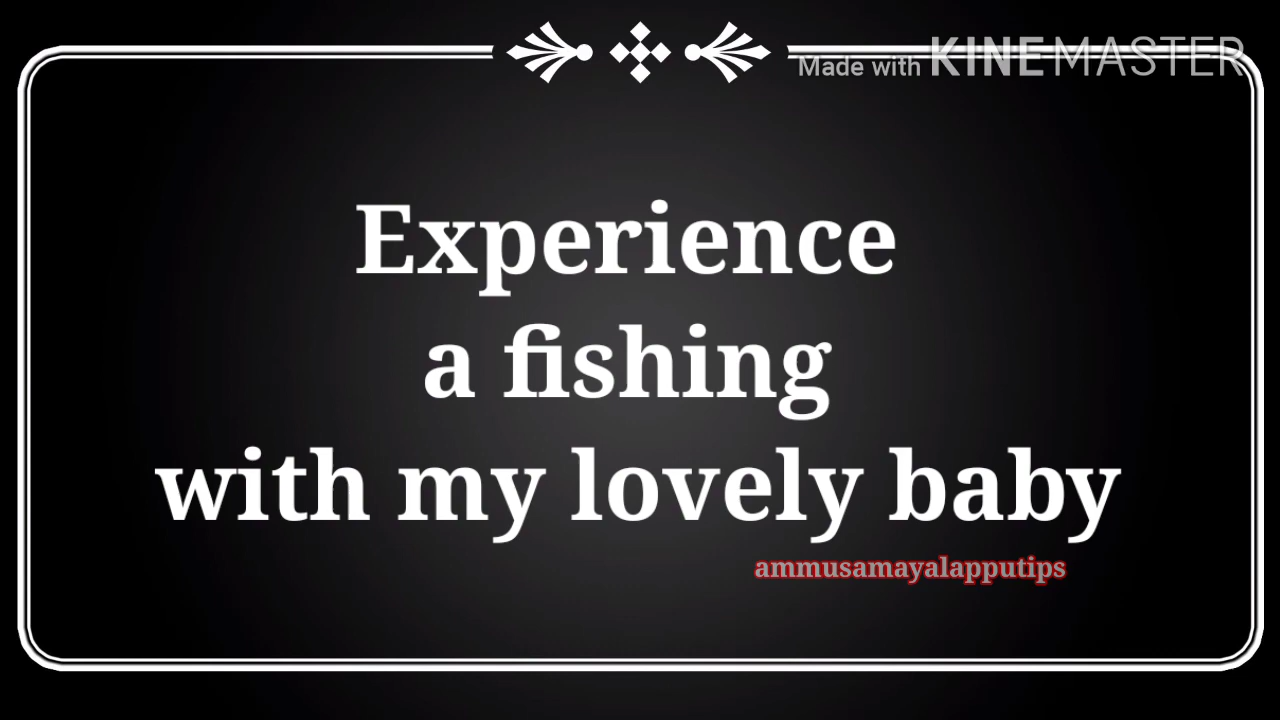 Made with KINEMASTER
Experience
a fishing
with my lovely baby
ammusamayalapputips